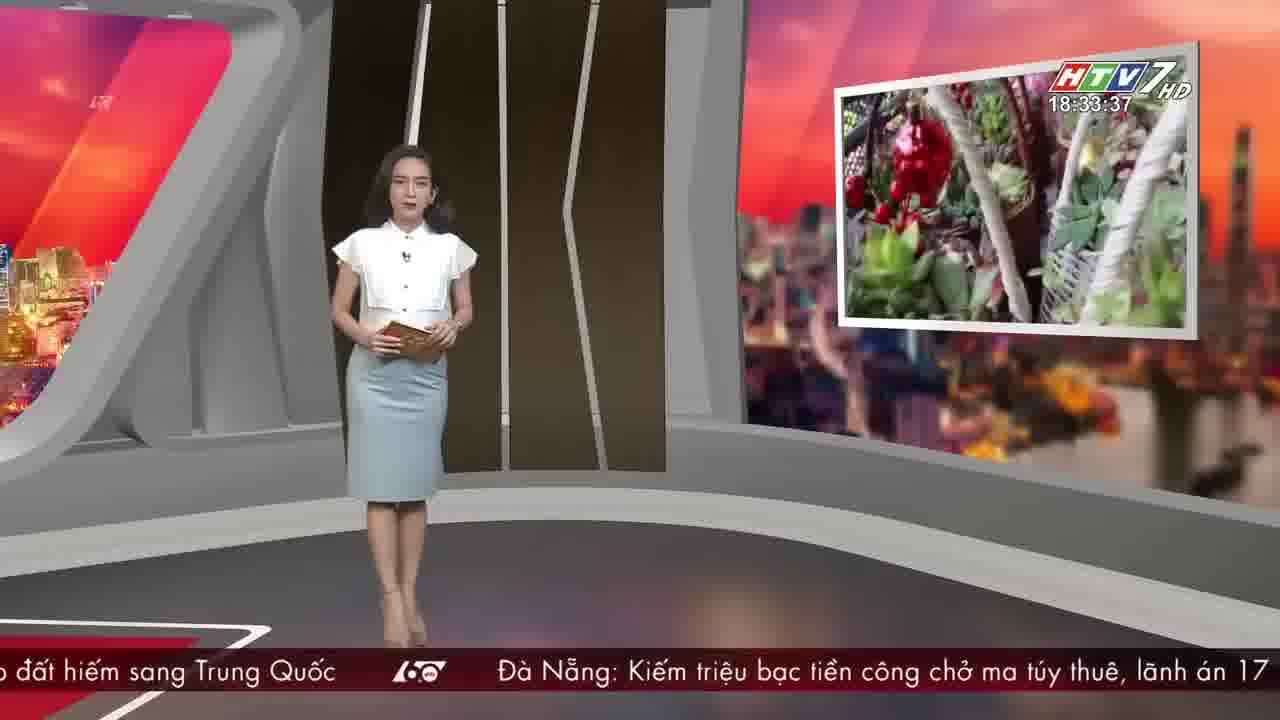 HTV7
HD
18:33:37
đất hiếm sang Trung Quốc
60
Đà Nẵng: Kiếm triệu bạc tiền công chở ma túy thuê, lãnh án 17